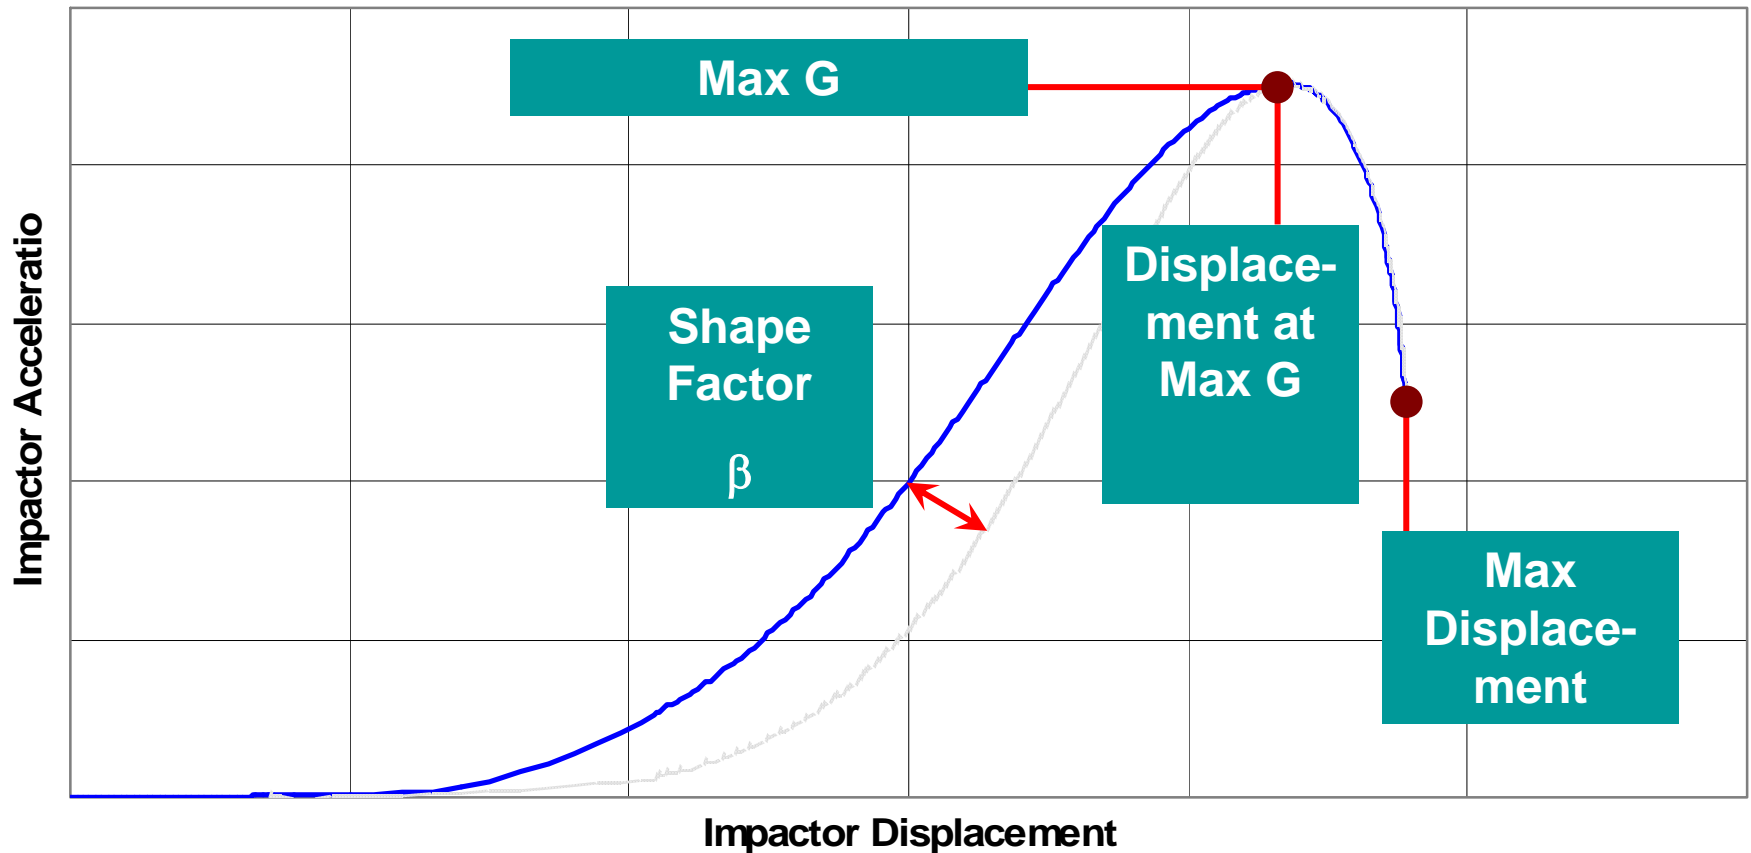 Max G
Displace-
ment at
Max G
Shape
Factor
β
Max
Displace-
ment
Impactor Acceleratio
Impactor Displacement